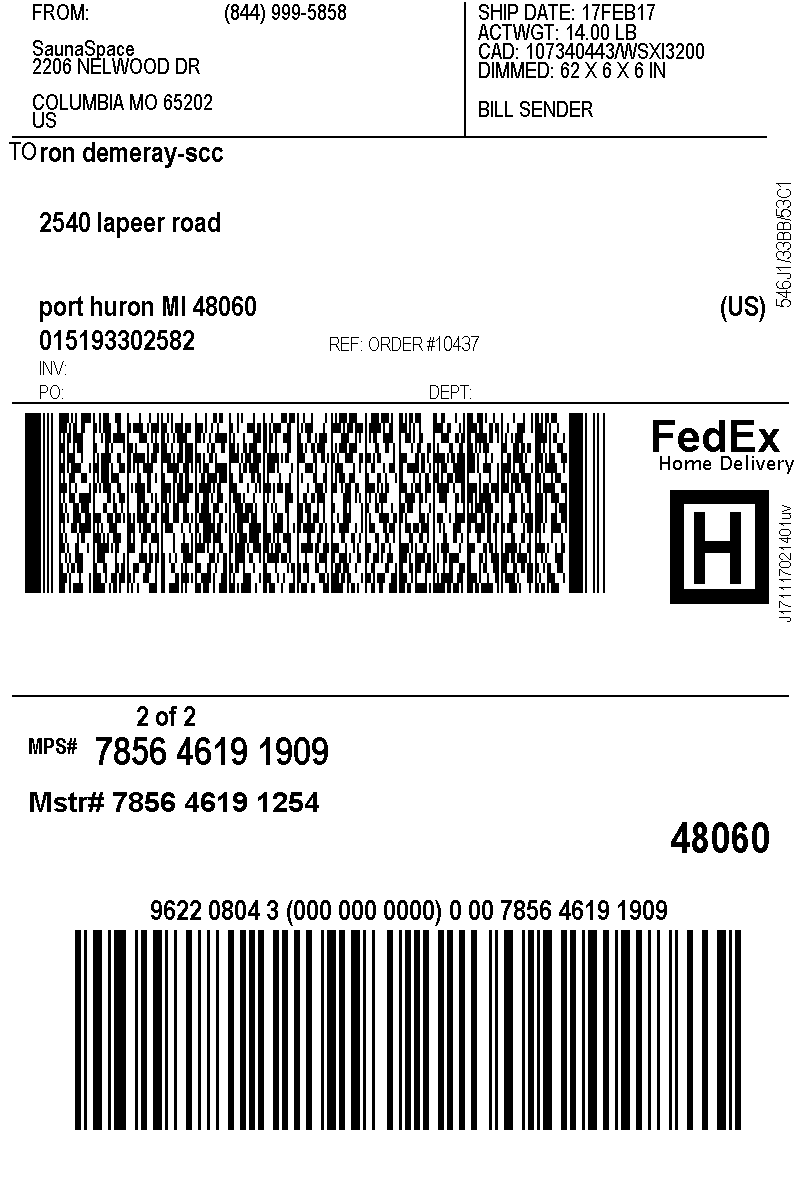 FROM: (844) 999-5858
SaunaSpace
2206 NELWOOD DR
COLUMBIA MO 65202
US
SHIP DATE: 17FEB17
ACTWGT: 14.00 LB
CAD: 107340443/WSXI3200
DIMMED: 62 X 6 X 6 IN
BILL SENDER
TO ron demeray-scc
2540 lapeer road
port huron MI 48060 (US)
015193302582 REF: ORDER #10437
INV:
PO: DEPT:
546J1/33BB/53C1
FedEx
Home Delivery
H
J171117021401uv
2 of 2
MPS# 7856 4619 1909
Mstr# 7856 4619 1254
48060
9622 0804 3 (000 000 0000) 0 00 7856 4619 1909